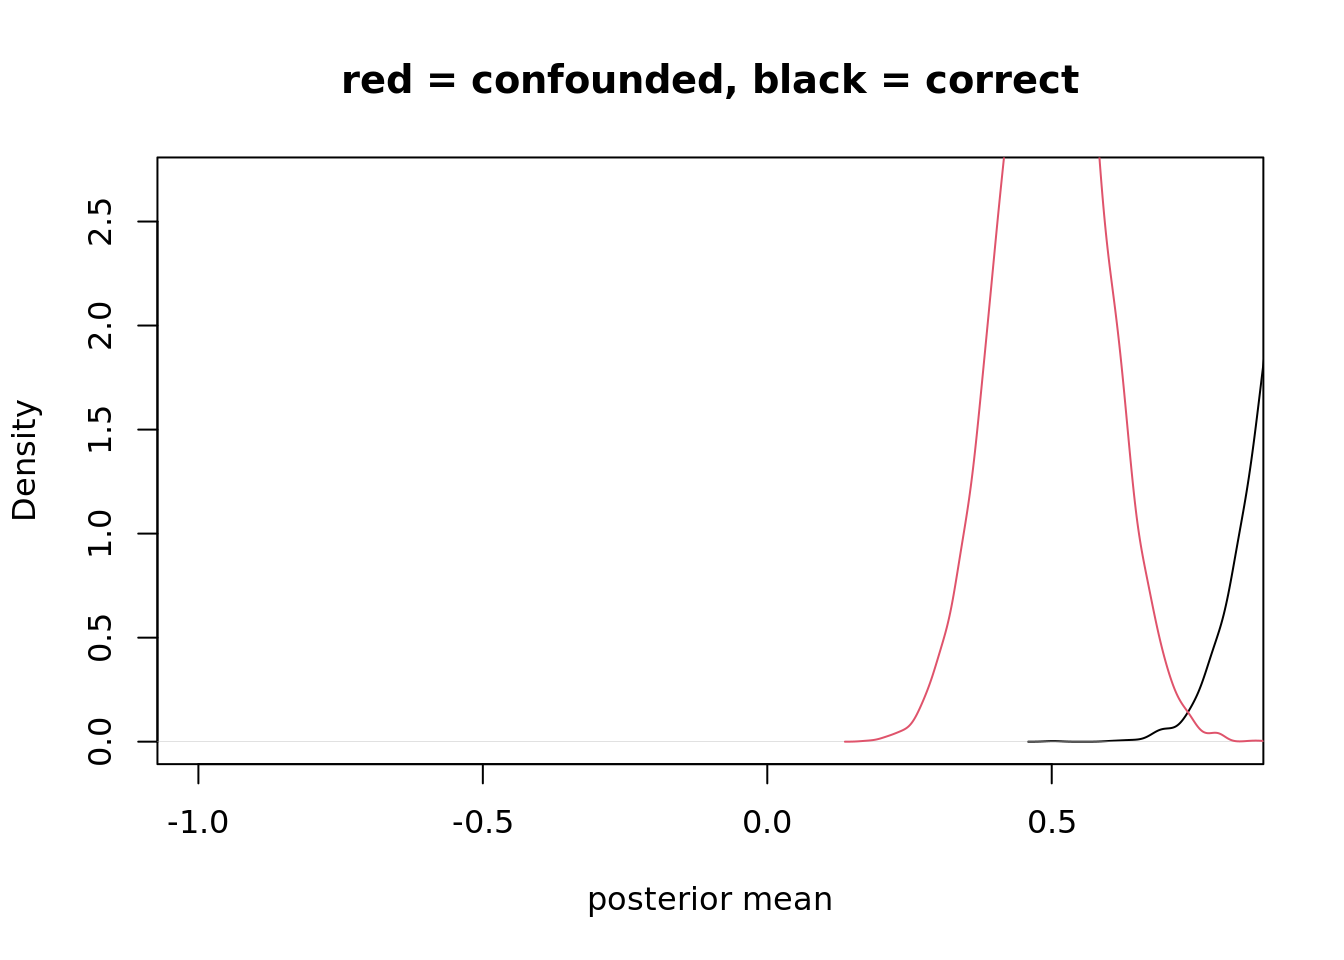 red = confounded, black = correct
Density
2.5
2.0
1.5
1.0
0.5
0.0
-1.0 -0.5 0.0 0.5
posterior mean